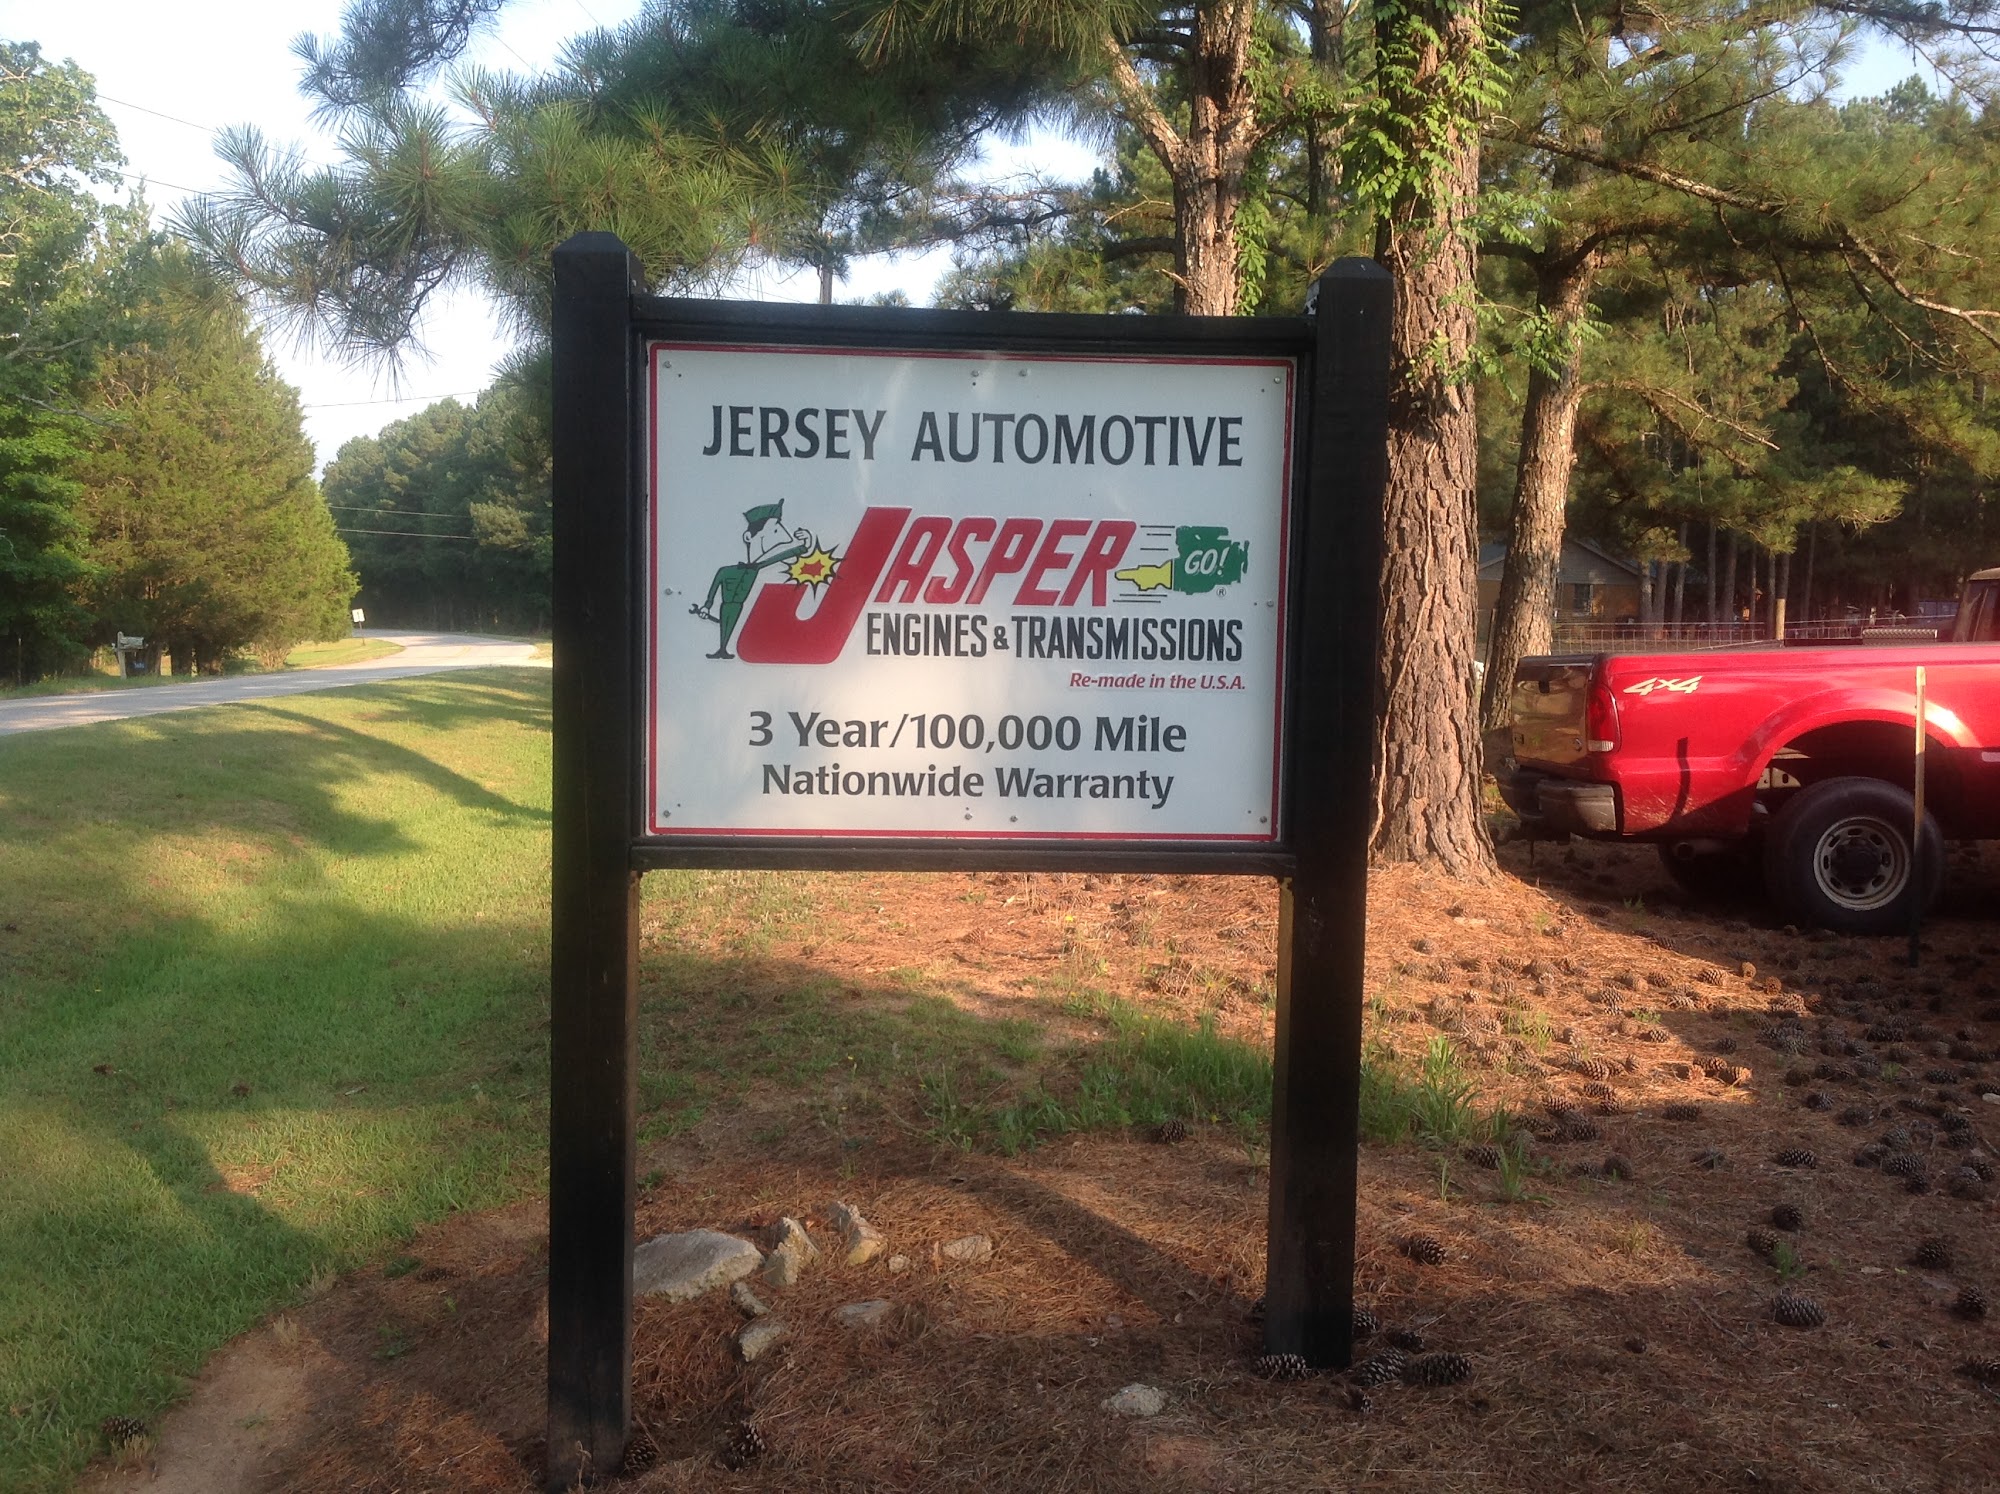 JERSEY AUTOMOTIVE
JASPER
GO!
®
ENGINES & TRANSMISSIONS
Re-made in the U.S.A.
3 Year/100,000 Mile
Nationwide Warranty
4x4